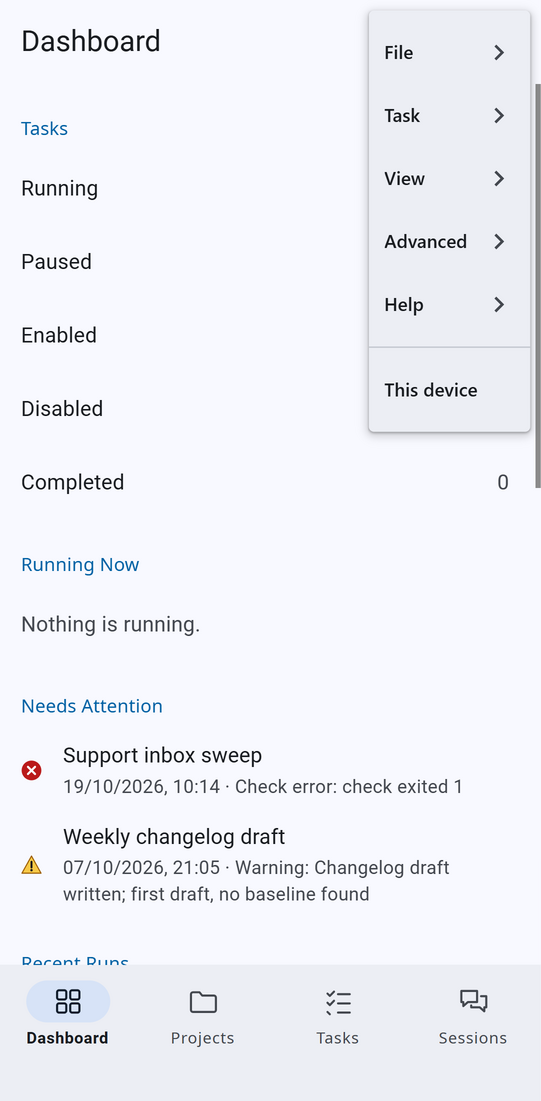 Dashboard
File
Task
View
Advanced
Help
This device
Tasks
Running
Paused
Enabled
Disabled
Completed
0
Running Now
Nothing is running.
Needs Attention
Support inbox sweep
19/10/2026, 10:14 · Check error: check exited 1
Weekly changelog draft
07/10/2026, 21:05 · Warning: Changelog draft
written; first draft, no baseline found
Recent Runs
Dashboard
Projects
Tasks
Sessions